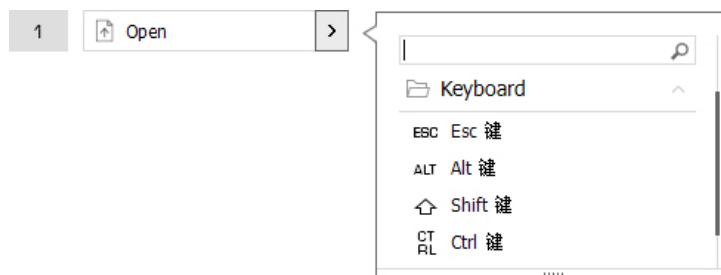 1
Open
Keyboard
ESC Esc 鍵
ALT Alt 鍵
Shift 鍵
CT
RL Ctrl 鍵